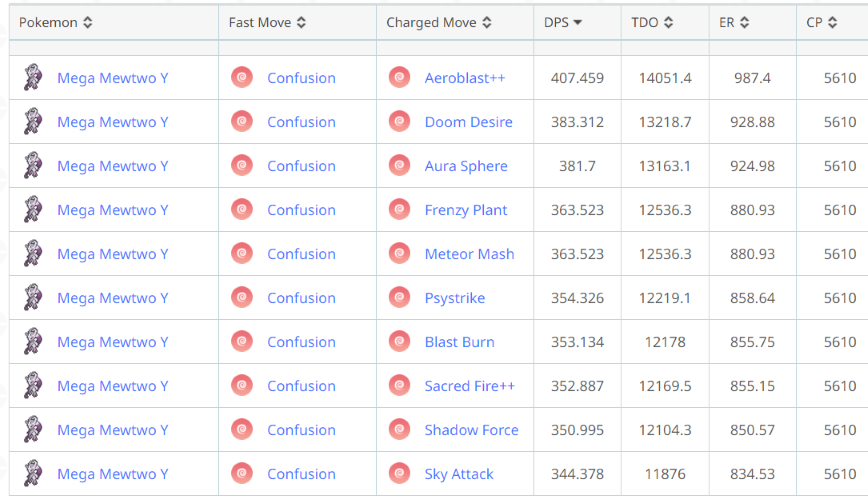 Pokemon Fast Move Charged Move DPS TDO ER CP
Mega Mewtwo Y Confusion Aeroblast++ 407.459 14051.4 987.4 5610
Mega Mewtwo Y Confusion Doom Desire 383.312 13218.7 928.88 5610
Mega Mewtwo Y Confusion Aura Sphere 381.7 13163.1 924.98 5610
Mega Mewtwo Y Confusion Frenzy Plant 363.523 12536.3 880.93 5610
Mega Mewtwo Y Confusion Meteor Mash 363.523 12536.3 880.93 5610
Mega Mewtwo Y Confusion Psystrike 354.326 12219.1 858.64 5610
Mega Mewtwo Y Confusion Blast Burn 353.134 12178 855.75 5610
Mega Mewtwo Y Confusion Sacred Fire++ 352.887 12169.5 855.15 5610
Mega Mewtwo Y Confusion Shadow Force 350.995 12104.3 850.57 5610
Mega Mewtwo Y Confusion Sky Attack 344.378 11876 834.53 5610